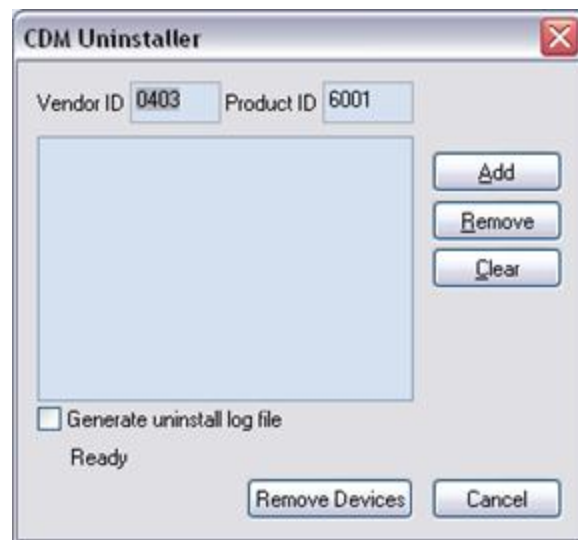 CDM Uninstaller
Vendor ID 0403 Product ID 6001
Add
Remove
Clear
Generate uninstall log file
Ready
Remove Devices Cancel